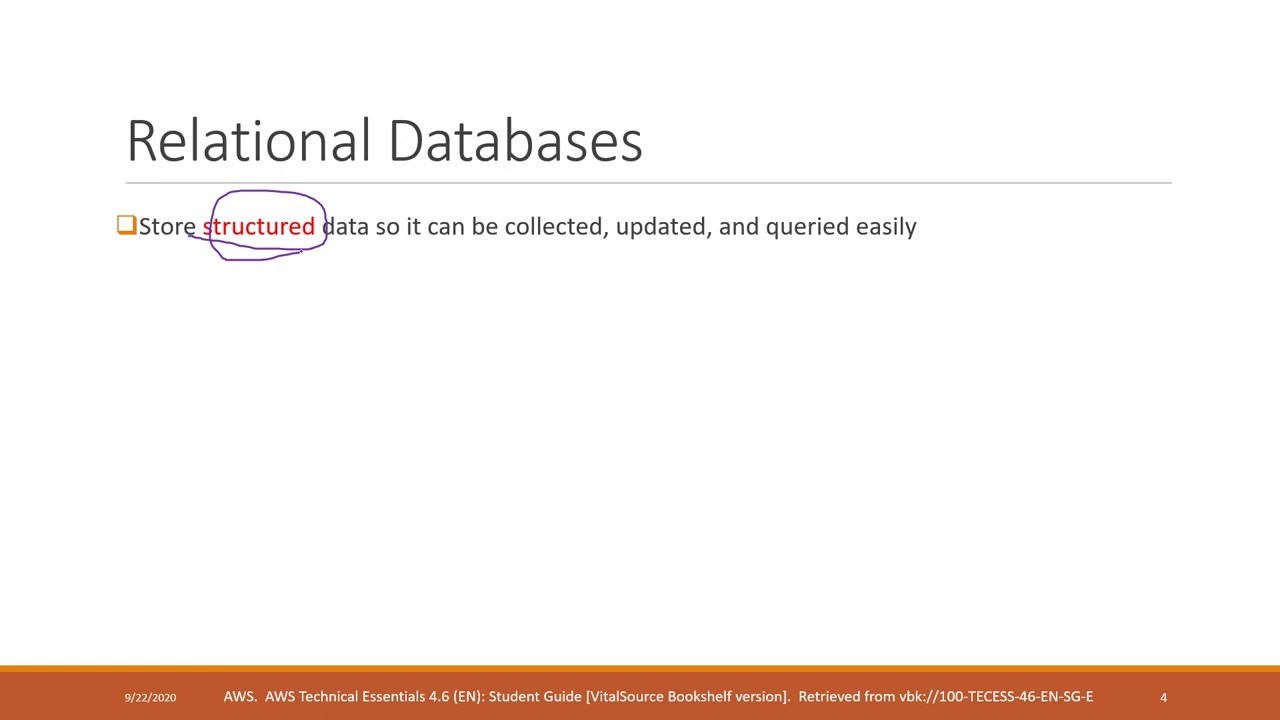 Relational Databases
❑Store structured data so it can be collected, updated, and queried easily
9/22/2020 AWS. AWS Technical Essentials 4.6 (EN): Student Guide [VitalSource Bookshelf version]. Retrieved from vbk://100-TECESS-46-EN-SG-E 4